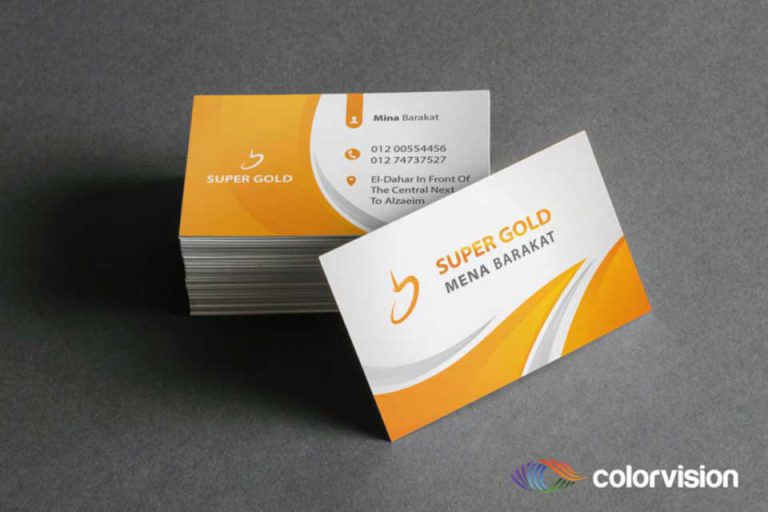 SUPER GOLD
Mina Barakat
012 00554456
012 74737527
El-Dahar In Front Of
The Central Next
To Alzaeim
SUPER GOLD
MENA BARAKAT
colorvision